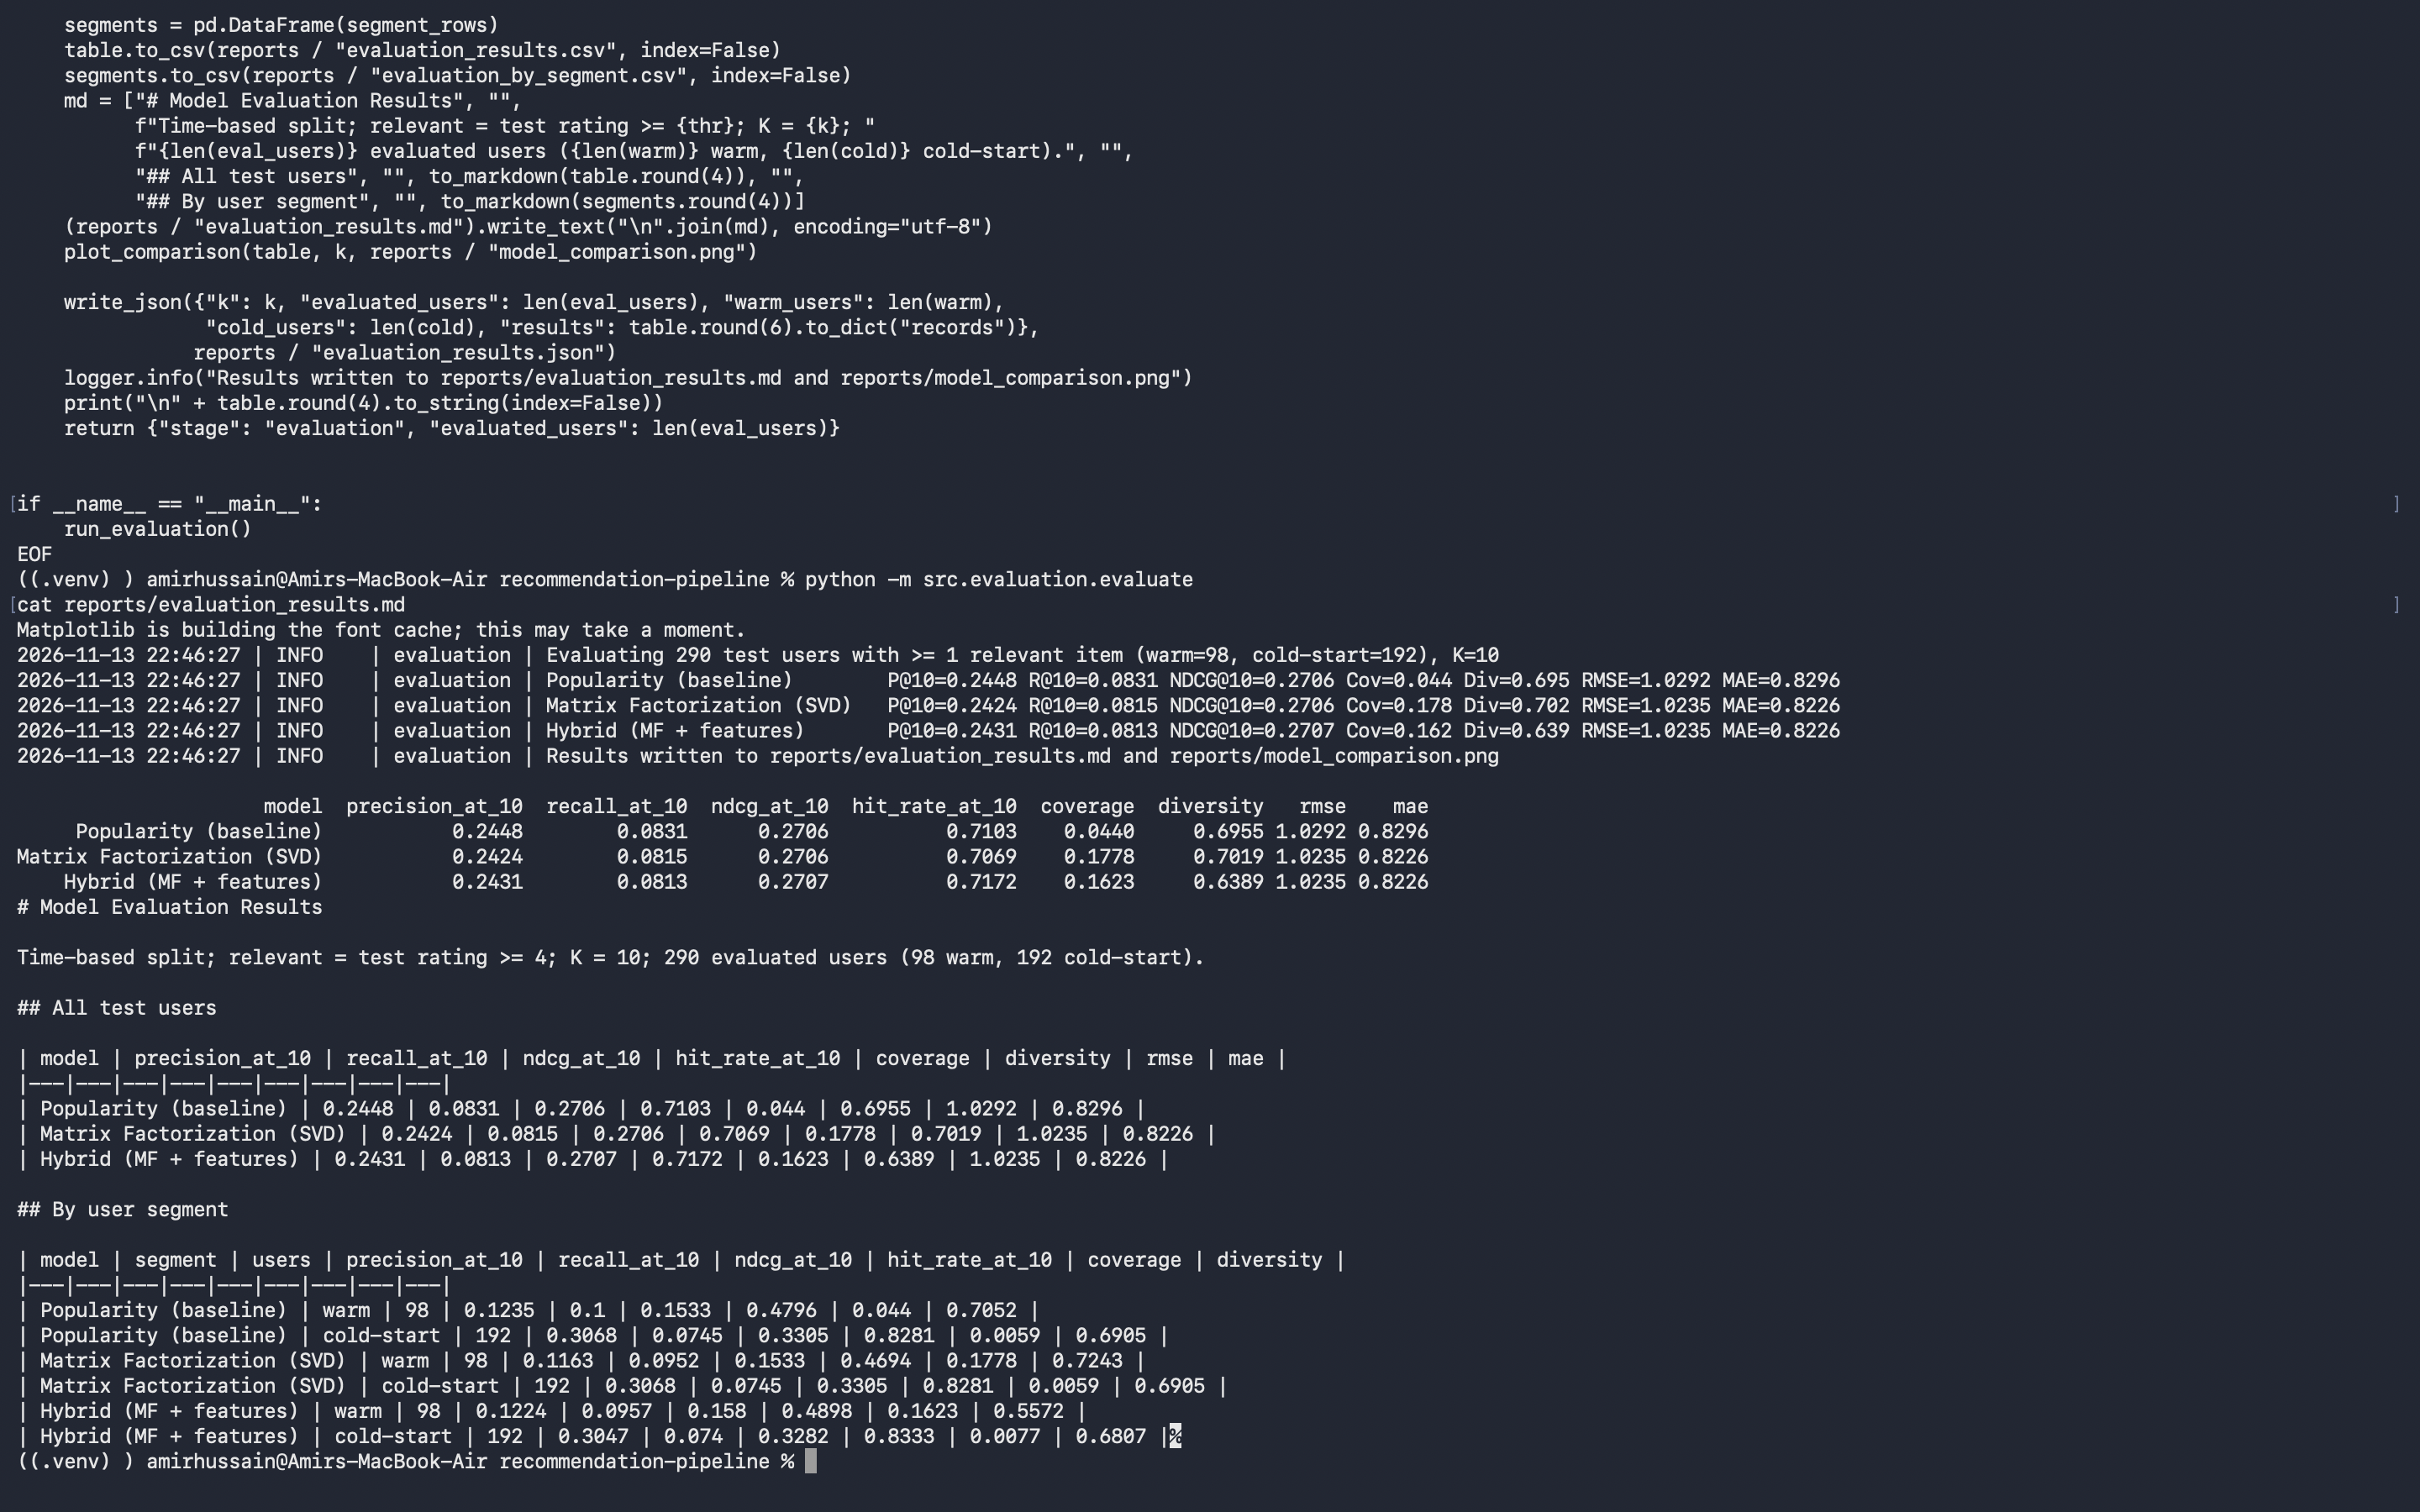 segments = pd.DataFrame(segment_rows)
    table.to_csv(reports / "evaluation_results.csv", index=False)
    segments.to_csv(reports / "evaluation_by_segment.csv", index=False)
    md = ["# Model Evaluation Results", "",
          f"Time-based split; relevant = test rating >= {thr}; K = {k}; "
          f"{len(eval_users)} evaluated users ({len(warm)} warm, {len(cold)} cold-start).", "",
          "## All test users", "", to_markdown(table.round(4)), "",
          "## By user segment", "", to_markdown(segments.round(4))]
    (reports / "evaluation_results.md").write_text("\n".join(md), encoding="utf-8")
    plot_comparison(table, k, reports / "model_comparison.png")

    write_json({"k": k, "evaluated_users": len(eval_users), "warm_users": len(warm),
                "cold_users": len(cold), "results": table.round(6).to_dict("records")},
               reports / "evaluation_results.json")
    logger.info("Results written to reports/evaluation_results.md and reports/model_comparison.png")
    print("\n" + table.round(4).to_string(index=False))
    return {"stage": "evaluation", "evaluated_users": len(eval_users)}


[if __name__ == "__main__": ]
    run_evaluation()
EOF
((.venv) ) amirhussain@Amirs-MacBook-Air recommendation-pipeline % python -m src.evaluation.evaluate
[cat reports/evaluation_results.md ]
Matplotlib is building the font cache; this may take a moment.
2026-11-13 22:46:27 | INFO    | evaluation | Evaluating 290 test users with >= 1 relevant item (warm=98, cold-start=192), K=10
2026-11-13 22:46:27 | INFO    | evaluation | Popularity (baseline)        P@10=0.2448 R@10=0.0831 NDCG@10=0.2706 Cov=0.044 Div=0.695 RMSE=1.0292 MAE=0.8296
2026-11-13 22:46:27 | INFO    | evaluation | Matrix Factorization (SVD)   P@10=0.2424 R@10=0.0815 NDCG@10=0.2706 Cov=0.178 Div=0.702 RMSE=1.0235 MAE=0.8226
2026-11-13 22:46:27 | INFO    | evaluation | Hybrid (MF + features)       P@10=0.2431 R@10=0.0813 NDCG@10=0.2707 Cov=0.162 Div=0.639 RMSE=1.0235 MAE=0.8226
2026-11-13 22:46:27 | INFO    | evaluation | Results written to reports/evaluation_results.md and reports/model_comparison.png

                     model  precision_at_10  recall_at_10  ndcg_at_10  hit_rate_at_10  coverage  diversity   rmse    mae
     Popularity (baseline)           0.2448        0.0831      0.2706          0.7103    0.0440     0.6955 1.0292 0.8296
Matrix Factorization (SVD)           0.2424        0.0815      0.2706          0.7069    0.1778     0.7019 1.0235 0.8226
    Hybrid (MF + features)           0.2431        0.0813      0.2707          0.7172    0.1623     0.6389 1.0235 0.8226
# Model Evaluation Results

Time-based split; relevant = test rating >= 4; K = 10; 290 evaluated users (98 warm, 192 cold-start).

## All test users

| model | precision_at_10 | recall_at_10 | ndcg_at_10 | hit_rate_at_10 | coverage | diversity | rmse | mae |
|---|---|---|---|---|---|---|---|---|
| Popularity (baseline) | 0.2448 | 0.0831 | 0.2706 | 0.7103 | 0.044 | 0.6955 | 1.0292 | 0.8296 |
| Matrix Factorization (SVD) | 0.2424 | 0.0815 | 0.2706 | 0.7069 | 0.1778 | 0.7019 | 1.0235 | 0.8226 |
| Hybrid (MF + features) | 0.2431 | 0.0813 | 0.2707 | 0.7172 | 0.1623 | 0.6389 | 1.0235 | 0.8226 |

## By user segment

| model | segment | users | precision_at_10 | recall_at_10 | ndcg_at_10 | hit_rate_at_10 | coverage | diversity |
|---|---|---|---|---|---|---|---|---|
| Popularity (baseline) | warm | 98 | 0.1235 | 0.1 | 0.1533 | 0.4796 | 0.044 | 0.7052 |
| Popularity (baseline) | cold-start | 192 | 0.3068 | 0.0745 | 0.3305 | 0.8281 | 0.0059 | 0.6905 |
| Matrix Factorization (SVD) | warm | 98 | 0.1163 | 0.0952 | 0.1533 | 0.4694 | 0.1778 | 0.7243 |
| Matrix Factorization (SVD) | cold-start | 192 | 0.3068 | 0.0745 | 0.3305 | 0.8281 | 0.0059 | 0.6905 |
| Hybrid (MF + features) | warm | 98 | 0.1224 | 0.0957 | 0.158 | 0.4898 | 0.1623 | 0.5572 |
| Hybrid (MF + features) | cold-start | 192 | 0.3047 | 0.074 | 0.3282 | 0.8333 | 0.0077 | 0.6807 |%
((.venv) ) amirhussain@Amirs-MacBook-Air recommendation-pipeline %